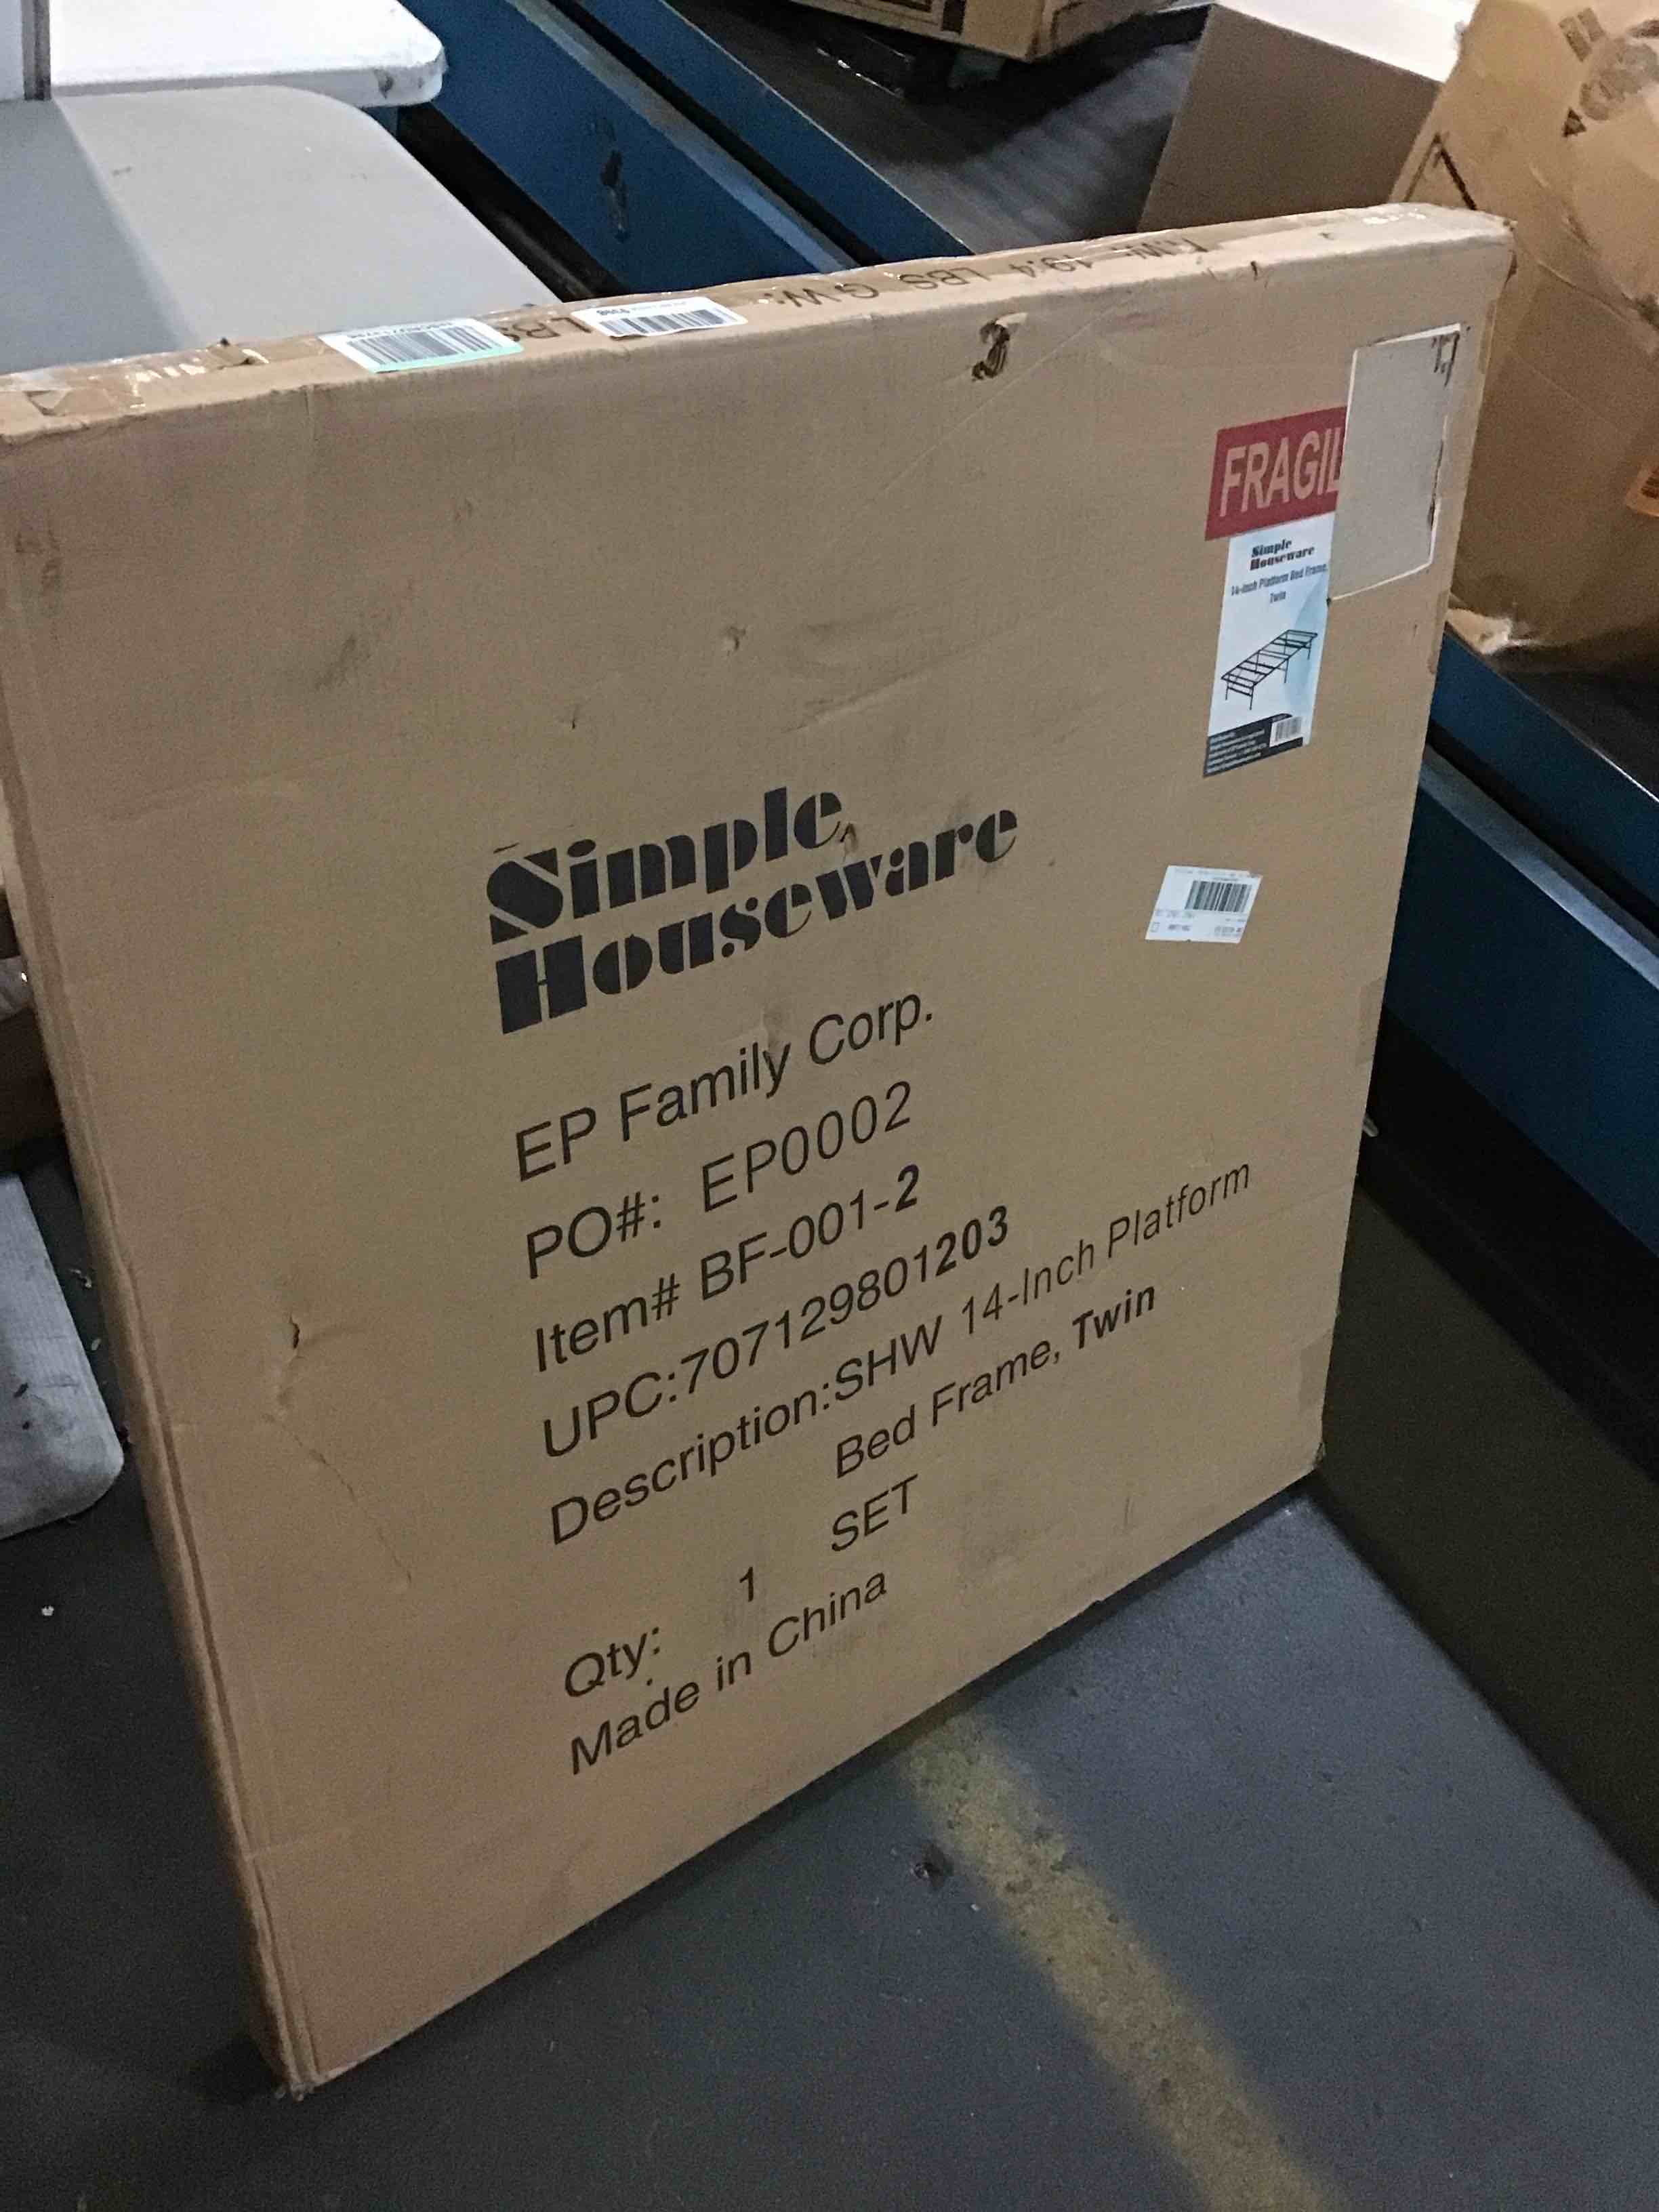 FRAGIL
Simple
Houseware
14-Inch Platform Bed Frame,
Twin
Simple
Houseware
EP Family Corp.
PO#: EP0002
Item# BF-001-2
UPC:707129801203
Description:SHW 14-Inch Platform
Bed Frame, Twin
Qty: 1 SET
Made in China